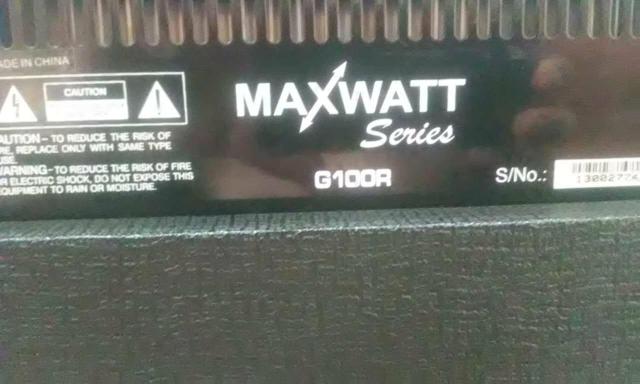 ADE IN CHINA
CAUTION
MAXWATT
Series
AUTION - TO REDUCE THE RISK OF
RE, REPLACE ONLY WITH SAME TYPE
USE.
WARNING - TO REDUCE THE RISK OF FIRE
R ELECTRIC SHOCK, DO NOT EXPOSE THIS
QUIPMENT TO RAIN OR MOISTURE.
G100R
S/No.: